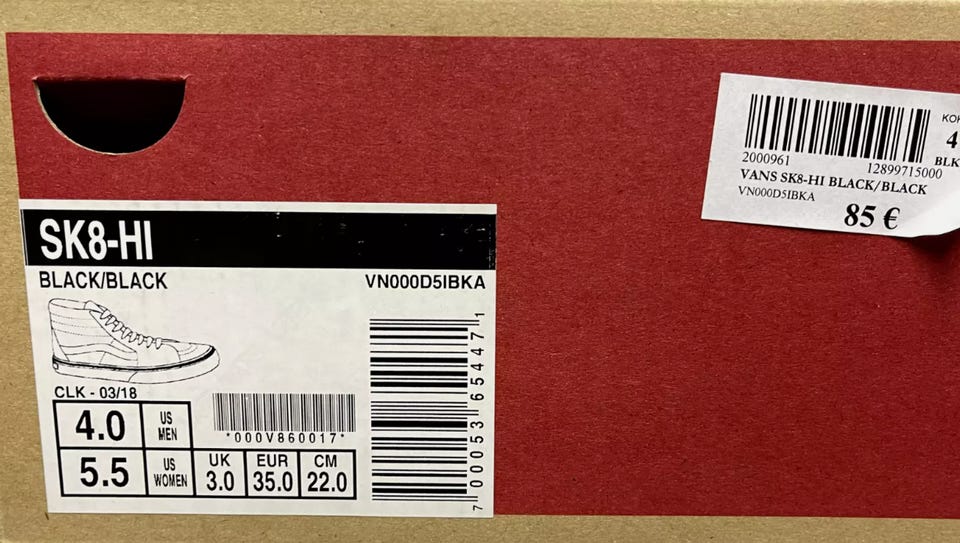 SK8-HI
BLACK/BLACK VN000D5IBKA
CLK - 03/18
4.0 US MEN
*000V860017*
5.5 US WOMEN UK 3.0 EUR 35.0 CM 22.0
7 00053 65447 1
2000961 12899715000
VANS SK8-HI BLACK/BLACK
VN000D5IBKA
85 €
4
BLK